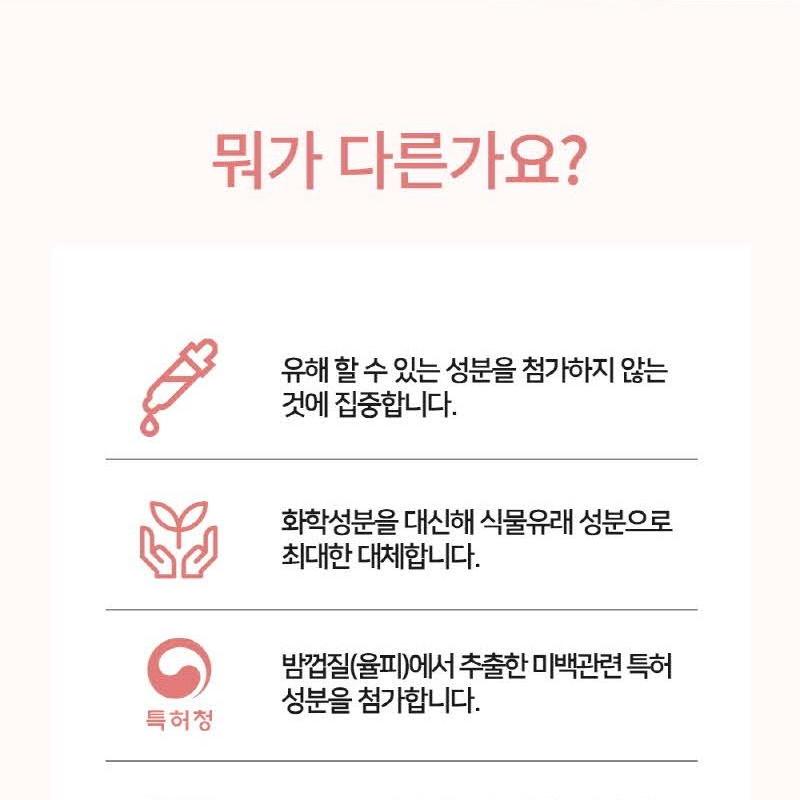 뭐가 다른가요?
유해 할 수 있는 성분을 첨가하지 않는
것에 집중합니다.
화학성분을 대신해 식물유래 성분으로
최대한 대체합니다.
특허청
밤껍질(율피)에서 추출한 미백관련 특허
성분을 첨가합니다.